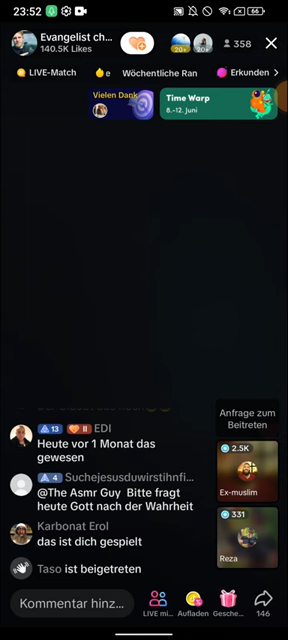 23:52
66
Evangelist ch...
140.5K Likes
20+
20+
358
LIVE-Match
e
Wöchentliche Ran
Erkunden
Vielen Dank
Time Warp
8.–12. Juni
Anfrage zum
Beitreten
13
II
EDI
Heute vor 1 Monat das
gewesen
2.5K
Ex-muslim
4
Suchejesusduwirstihnfi...
@The Asmr Guy Bitte fragt
heute Gott nach der Wahrheit
331
Reza
Karbonat Erol
das ist dich gespielt
Taso ist beigetreten
Kommentar hinz...
LIVE mi...
Aufladen
Gesche...
146